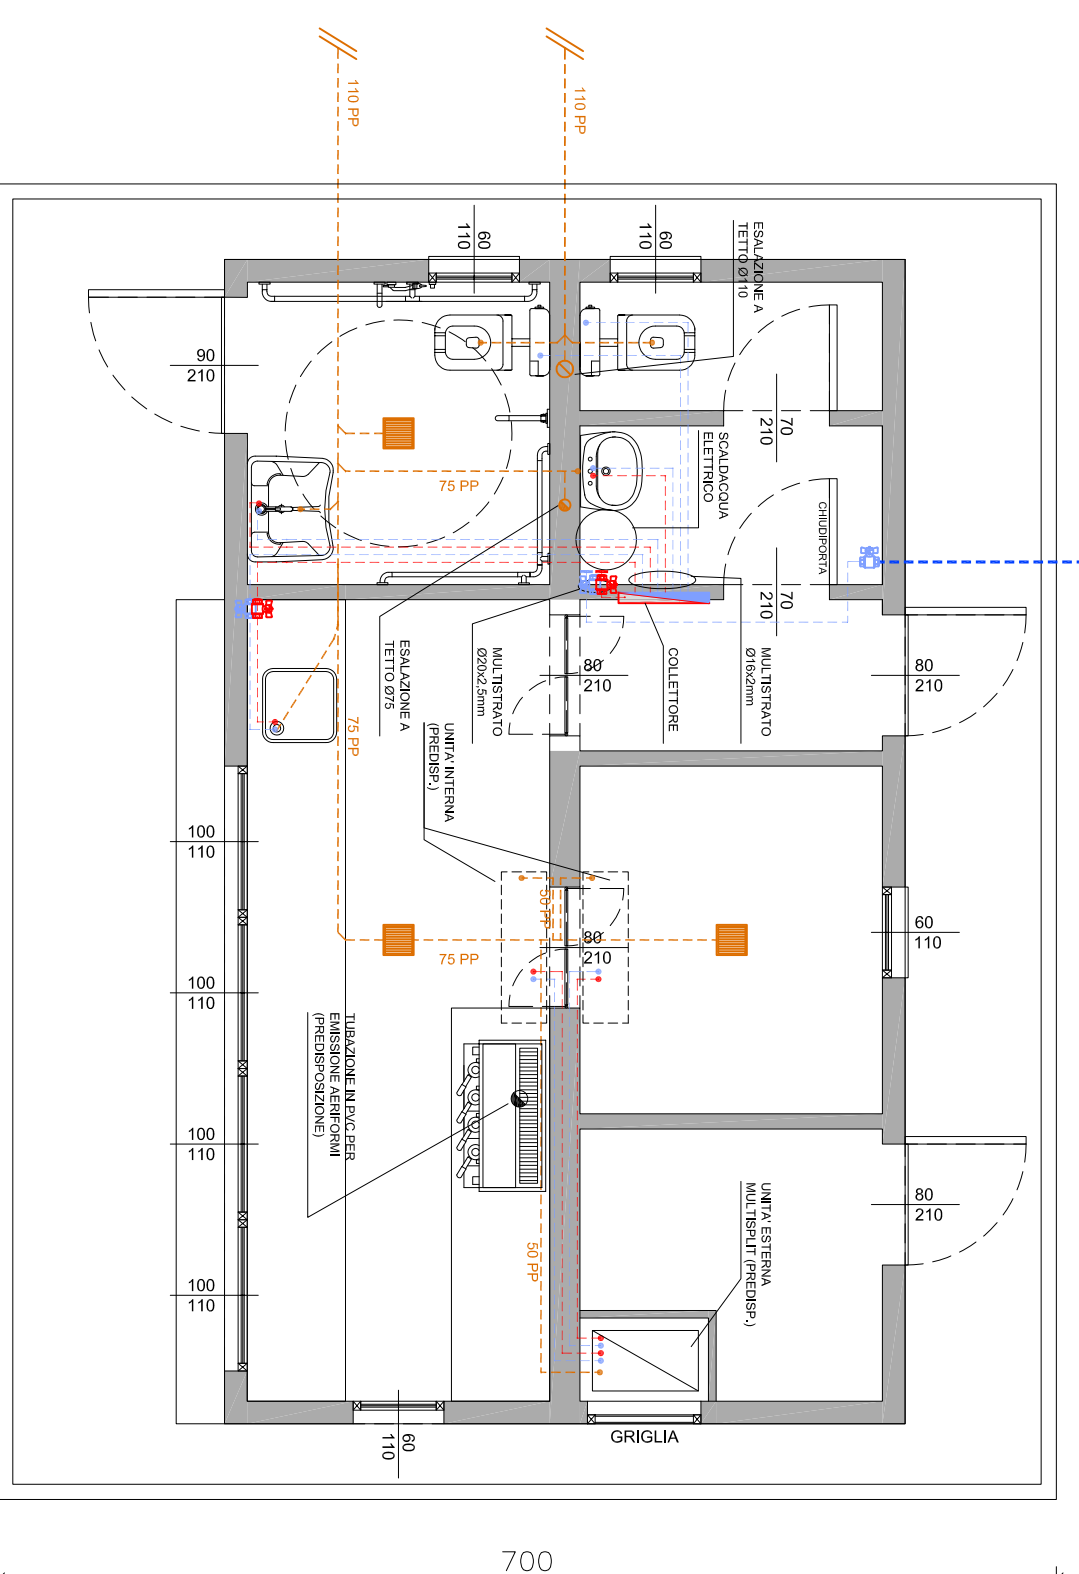 110 PP
110 PP
60
110
60
110
ESALAZIONE A
TETTO Ø110
90
210
70
210
SCALDACQUA
ELETTRICO
75 PP
CHIUDIPORTA
70
210
ESALAZIONE A
TETTO Ø75
MULTISTRATO
Ø20x2,5mm
80
210
COLLETTORE
MULTISTRATO
Ø16x2mm
80
210
75 PP
UNITA' INTERNA
(PREDISP.)
100
110
50 PP
80
210
60
110
75 PP
100
110
TUBAZIONE IN PVC PER
EMISSIONE AERIFORMI
(PREDISPOSIZIONE)
100
110
80
210
UNITA' ESTERNA
MULTISPLIT (PREDISP.)
50 PP
100
110
60
110
GRIGLIA
700